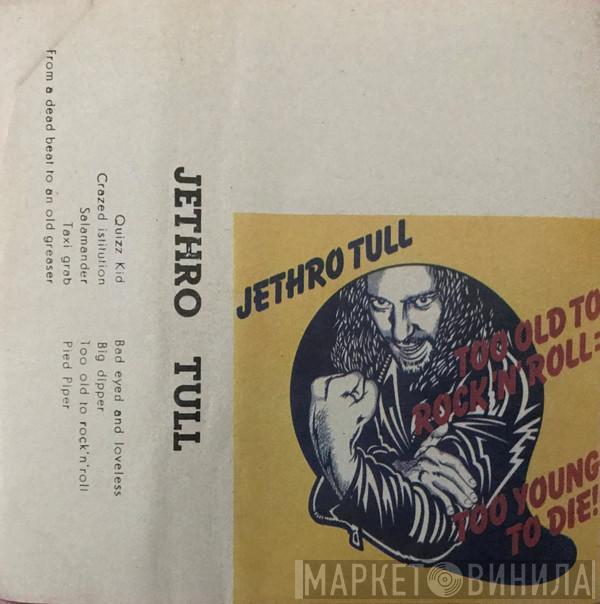 JETHRO TULL
TOO OLD TO
ROCK'N'ROLL:
TOO YOUNG
TO DIE!
JETHRO TULL
Quizz Kid
Crazed istitution
Salamander
Taxi grab
From a dead beat to an old greaser
Bad eyed and loveless
Big dipper
Too old to rock'n'roll
Pied Piper
МАРКЕТ ВИНИЛА